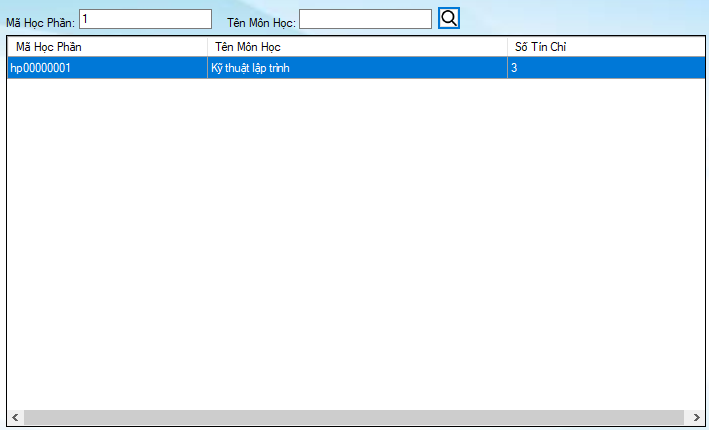 Mã Học Phần: 1 Tên Môn Học:
Mã Học Phần Tên Môn Học Số Tín Chỉ
hp00000001 Kỹ thuật lập trình 3